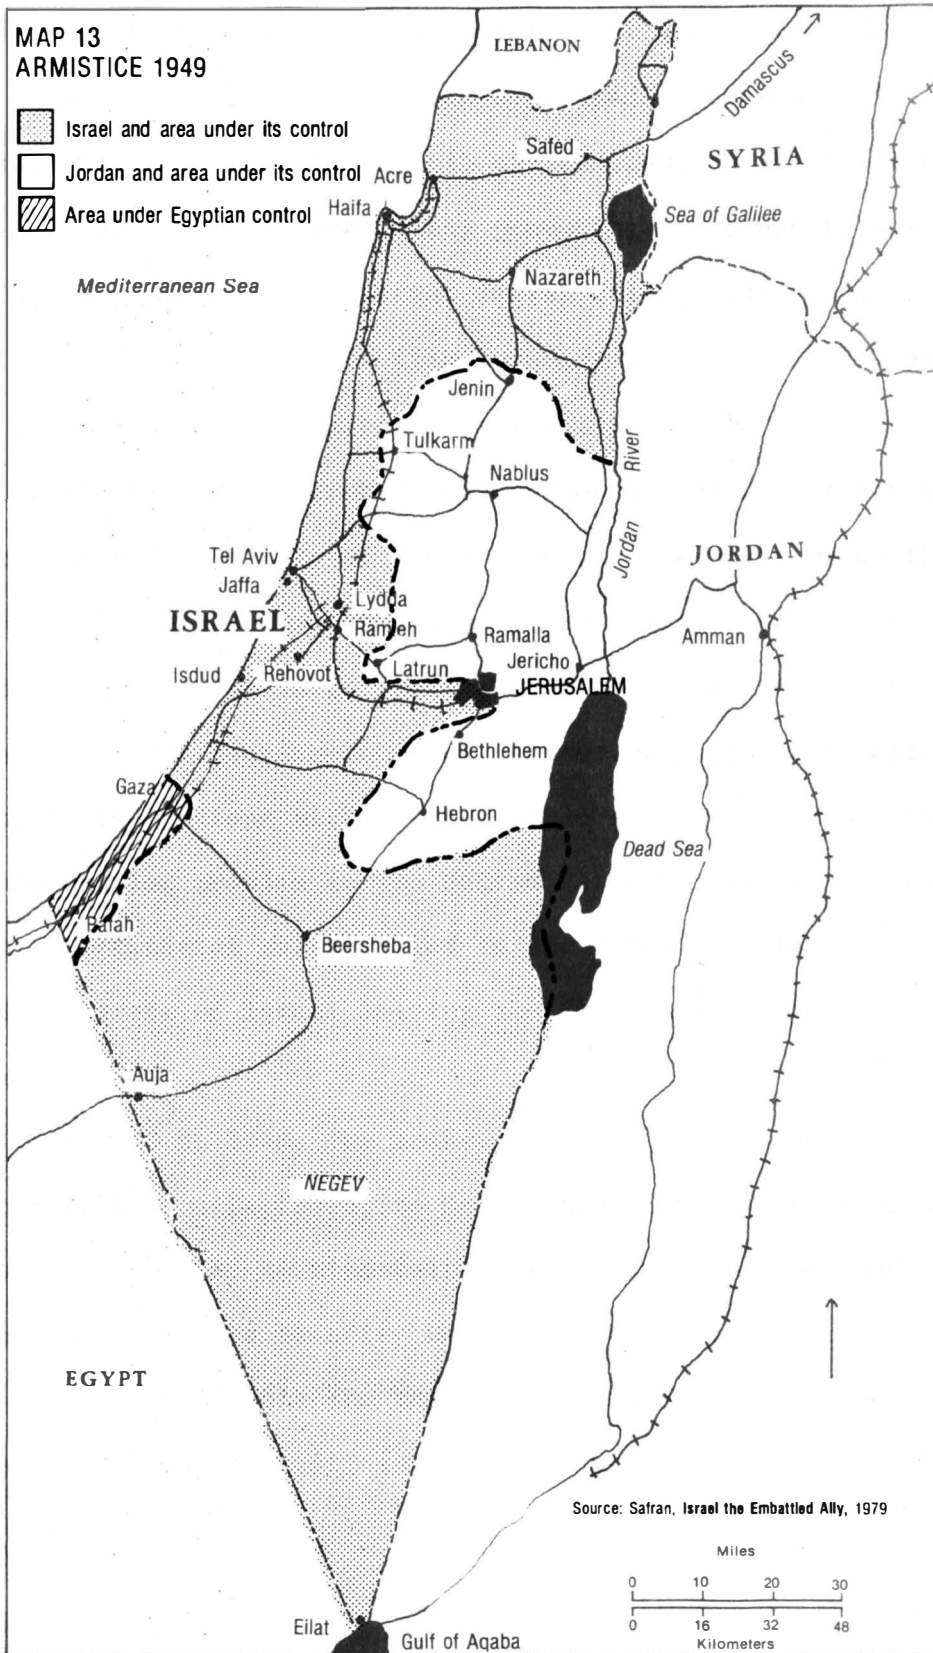 MAP 13
ARMISTICE 1949
Israel and area under its control
Jordan and area under its control
Area under Egyptian control
LEBANON
Damascus
SYRIA
Safed
Acre
Haifa
Sea of Galilee
Mediterranean Sea
Nazareth
Jenin
Tulkarm
Nablus
Jordan River
Tel Aviv
Jaffa
JORDAN
Lydda
ISRAEL
Ramleh
Ramalla
Amman
Isdud
Rehovot
Latrun
Jericho
JERUSALEM
Bethlehem
Gaza
Hebron
Dead Sea
Rafah
Beersheba
Auja
NEGEV
EGYPT
Source: Safran, Israel the Embattled Ally, 1979
Miles
0 10 20 30
0 16 32 48
Kilometers
Eilat
Gulf of Aqaba